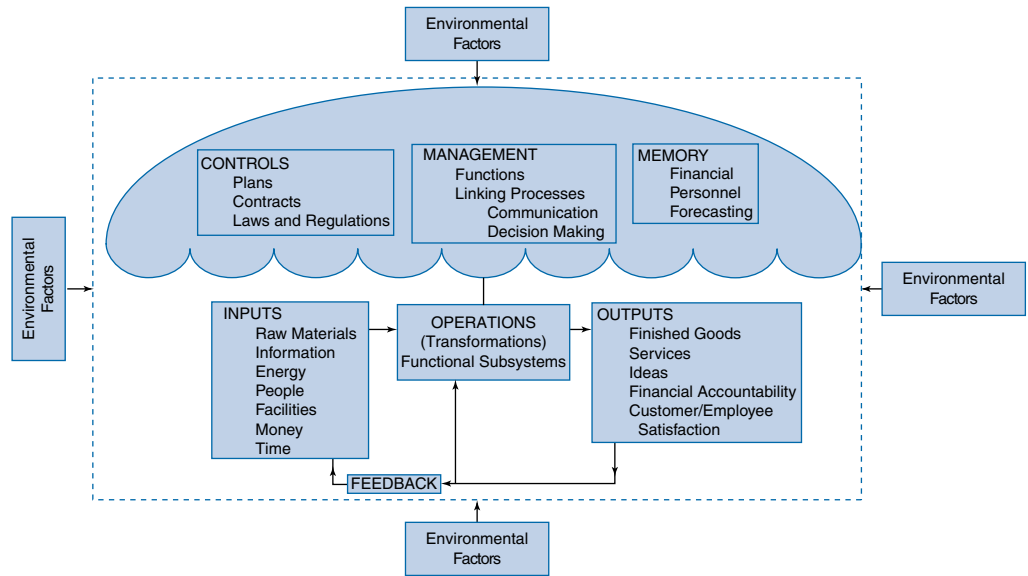 Environmental
Factors
CONTROLS
Plans
Contracts
Laws and Regulations
MANAGEMENT
Functions
Linking Processes
Communication
Decision Making
MEMORY
Financial
Personnel
Forecasting
Environmental
Factors
Environmental
Factors
INPUTS
Raw Materials
Information
Energy
People
Facilities
Money
Time
OPERATIONS
(Transformations)
Functional Subsystems
OUTPUTS
Finished Goods
Services
Ideas
Financial Accountability
Customer/Employee
Satisfaction
FEEDBACK
Environmental
Factors